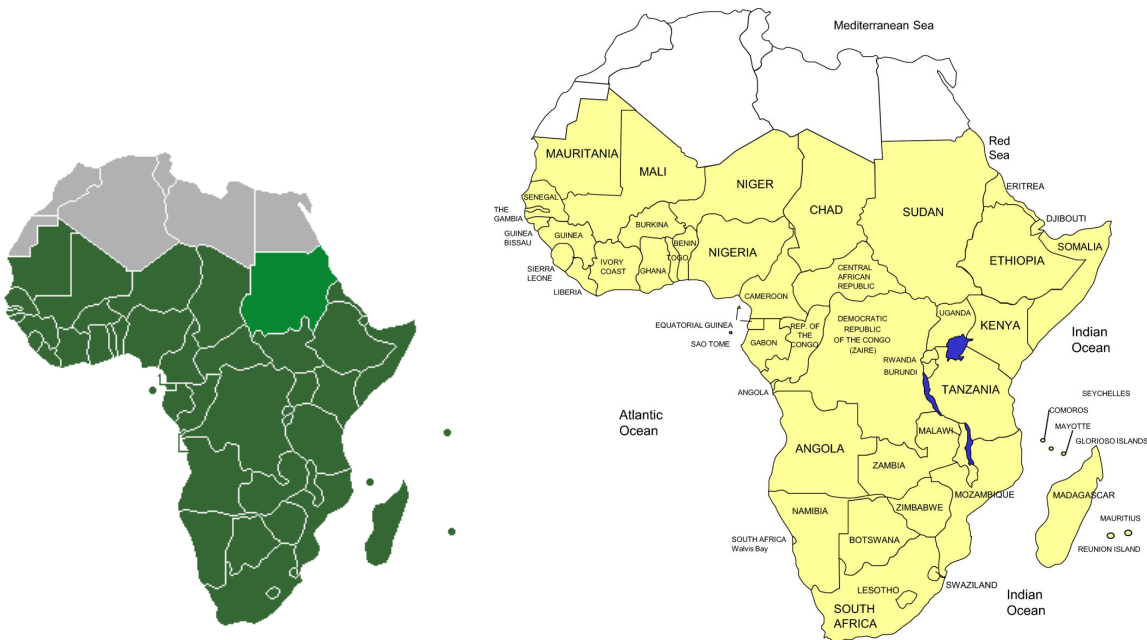 Mediterranean Sea
Red
Sea
MAURITANIA
MALI
NIGER
CHAD
SUDAN
ERITREA
SENEGAL
THE
GAMBIA
GUINEA
BISSAU
GUINEA
BURKINA
BENIN
TOGO
NIGERIA
DJIBOUTI
SOMALIA
ETHIOPIA
SIERRA
LEONE
IVORY
COAST
GHANA
LIBERIA
CENTRAL
AFRICAN
REPUBLIC
CAMEROON
UGANDA
KENYA
EQUATORIAL GUINEA
SAO TOME
GABON
REP. OF
THE
CONGO
DEMOCRATIC
REPUBLIC
OF THE CONGO
(ZAIRE)
Indian
Ocean
RWANDA
BURUNDI
TANZANIA
ANGOLA
SEYCHELLES
COMOROS
MAYOTTE
GLORIOSO ISLANDS
Atlantic
Ocean
ANGOLA
MALAWI
ZAMBIA
MOZAMBIQUE
MADAGASCAR
NAMIBIA
ZIMBABWE
MAURITIUS
SOUTH AFRICA
Walvis Bay
BOTSWANA
REUNION ISLAND
LESOTHO
SWAZILAND
SOUTH
AFRICA
Indian
Ocean